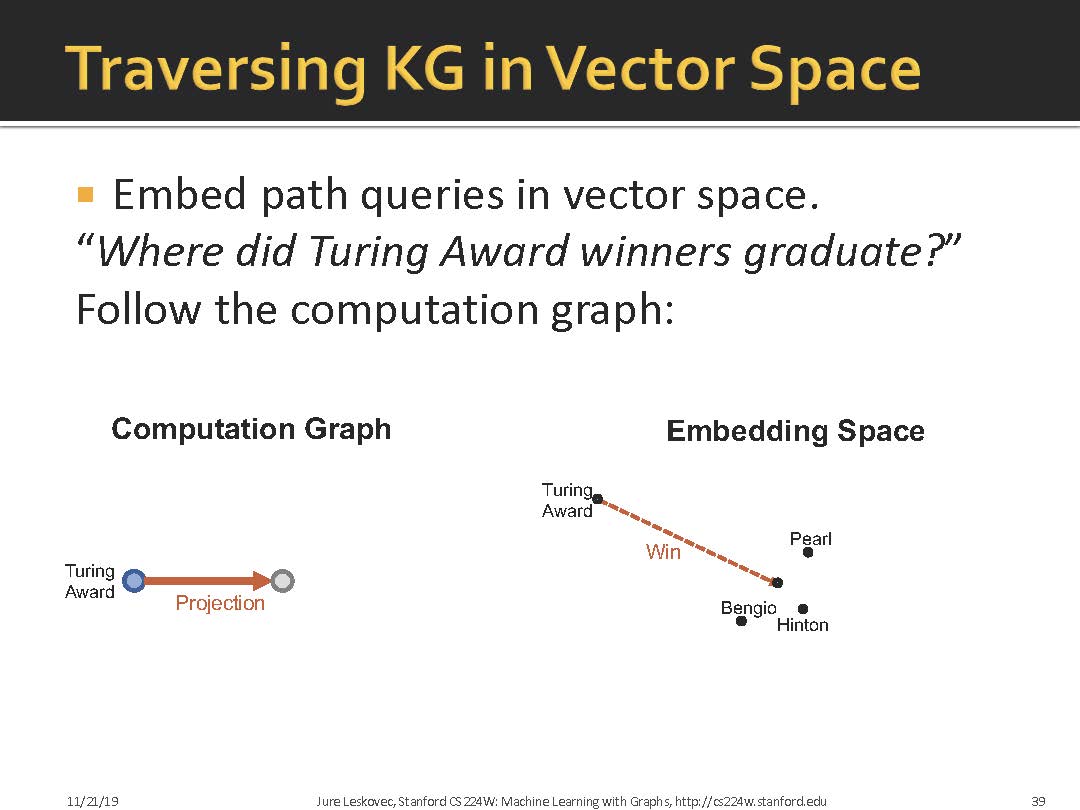 Traversing KG in Vector Space
Embed path queries in vector space.
“Where did Turing Award winners graduate?”
Follow the computation graph:
Computation Graph
Turing
Award
Projection
Embedding Space
Turing
Award
Win
Pearl
Bengio
Hinton
11/21/19
Jure Leskovec, Stanford CS224W: Machine Learning with Graphs, http://cs224w.stanford.edu
39